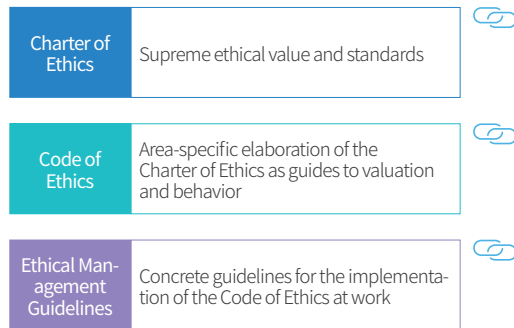 Charter of
Ethics
Supreme ethical value and standards
Code of
Ethics
Area-specific elaboration of the
Charter of Ethics as guides to valuation
and behavior
Ethical Man-
agement
Guidelines
Concrete guidelines for the implementa-
tion of the Code of Ethics at work